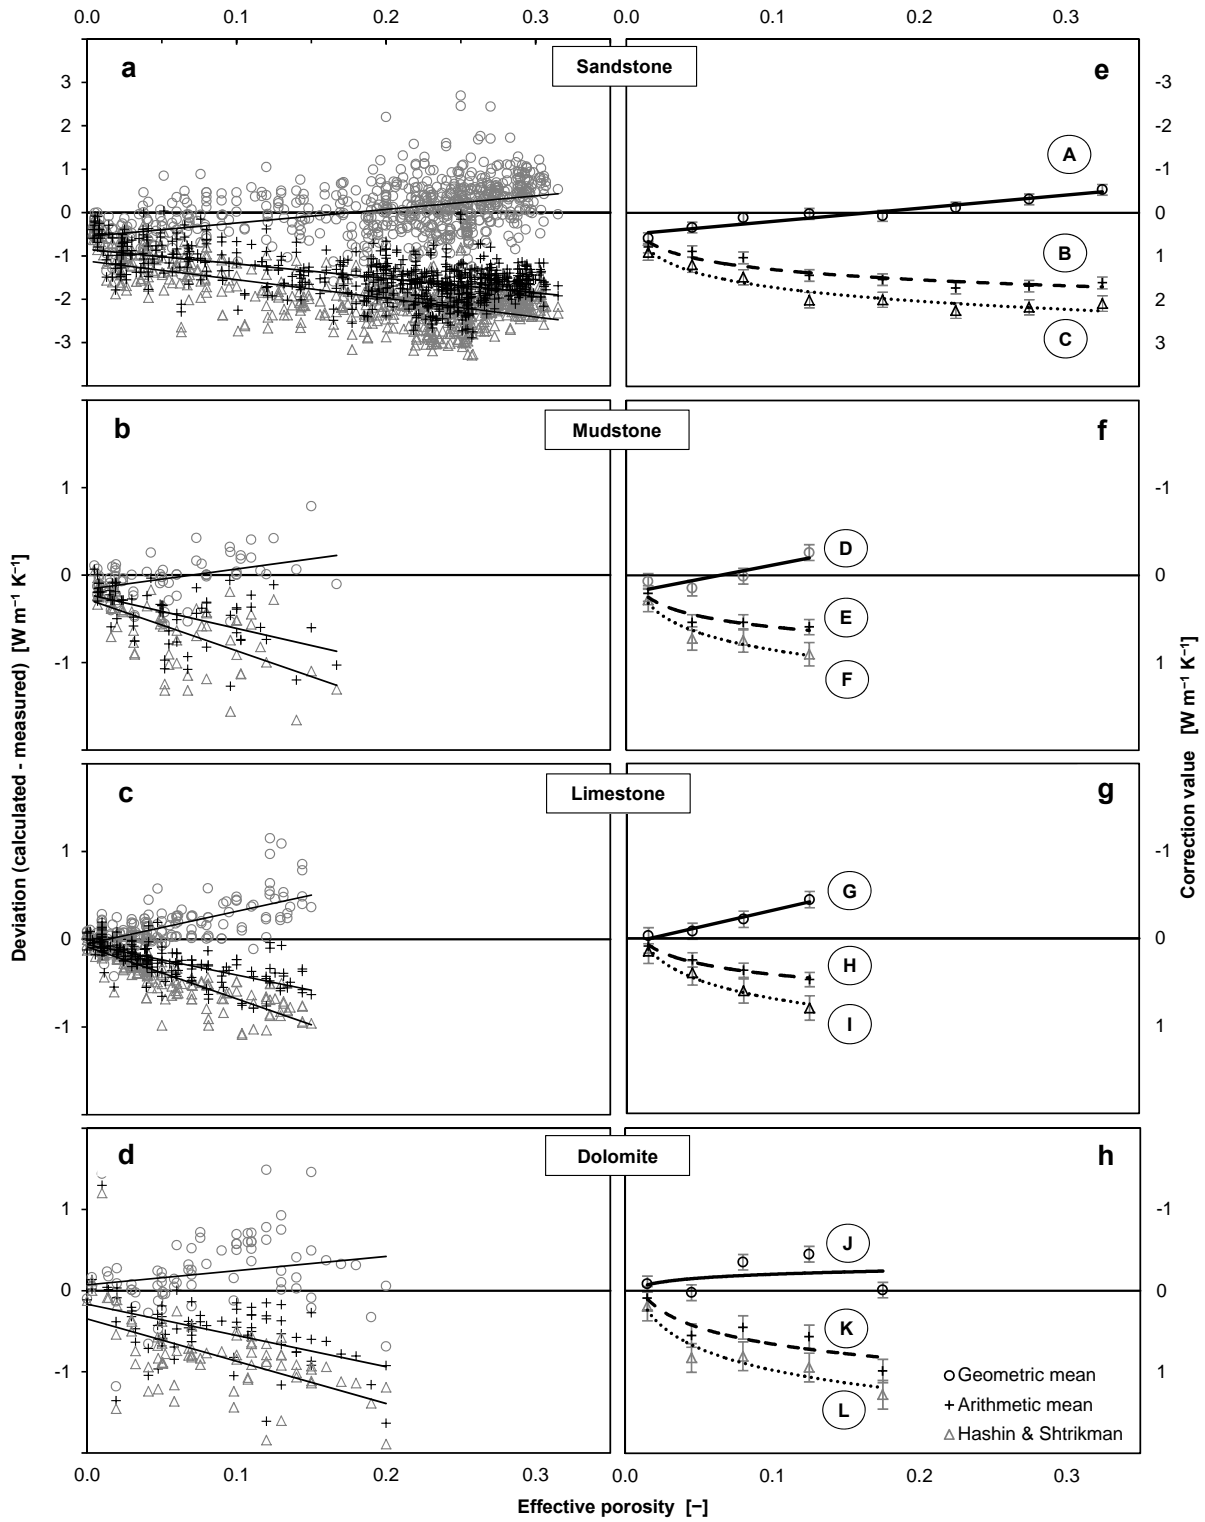 0.0 0.1 0.2 0.3 0.0 0.1 0.2 0.3
a Sandstone e
3 -3
2 -2
1 -1
0 0
-1 1
-2 2
-3 3
A
B
C
b Mudstone f
1 -1
0 0
1 1
D
E
F
c Limestone g
1 -1
0 0
-1 1
G
H
I
d Dolomite h
1 -1
0 0
-1 1
J
K
L
Geometric mean
Arithmetic mean
Hashin & Shtrikman
0.0 0.1 0.2 0.3 0.0 0.1 0.2 0.3
Effective porosity [−]
Deviation (calculated - measured) [W m⁻¹ K⁻¹]
Correction value [W m⁻¹ K⁻¹]